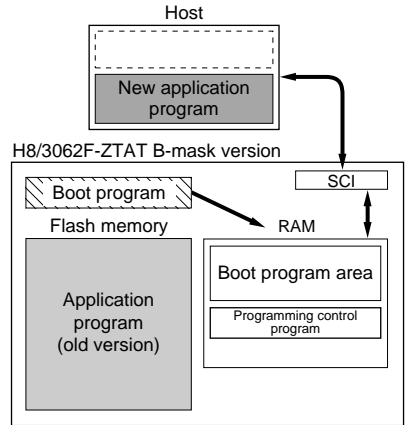 Host
New application
program
H8/3062F-ZTAT B-mask version
SCI
Boot program
Flash memory
RAM
Boot program area
Application
program
(old version)
Programming control
program